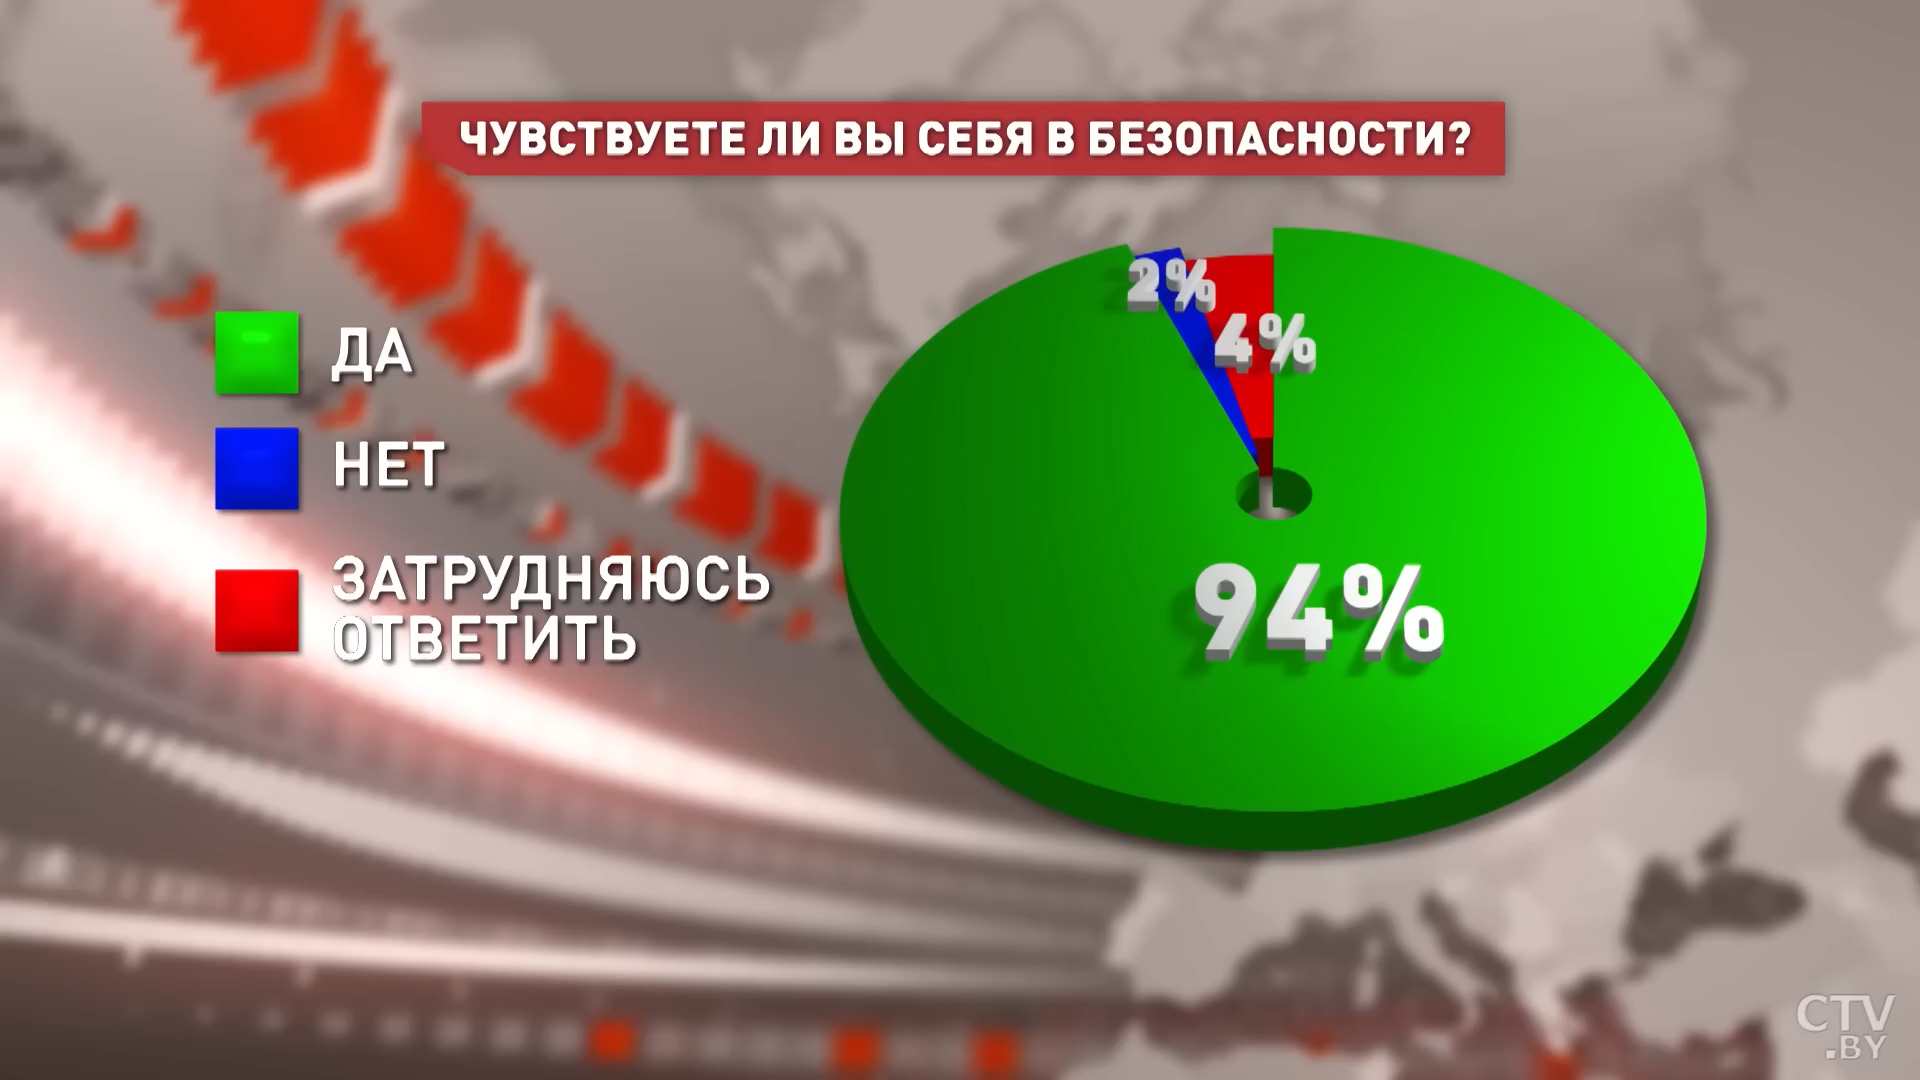 ЧУВСТВУЕТЕ ЛИ ВЫ СЕБЯ В БЕЗОПАСНОСТИ?
ДА
НЕТ
ЗАТРУДНЯЮСЬ
ОТВЕТИТЬ
2%
4%
94%
CTV
.BY